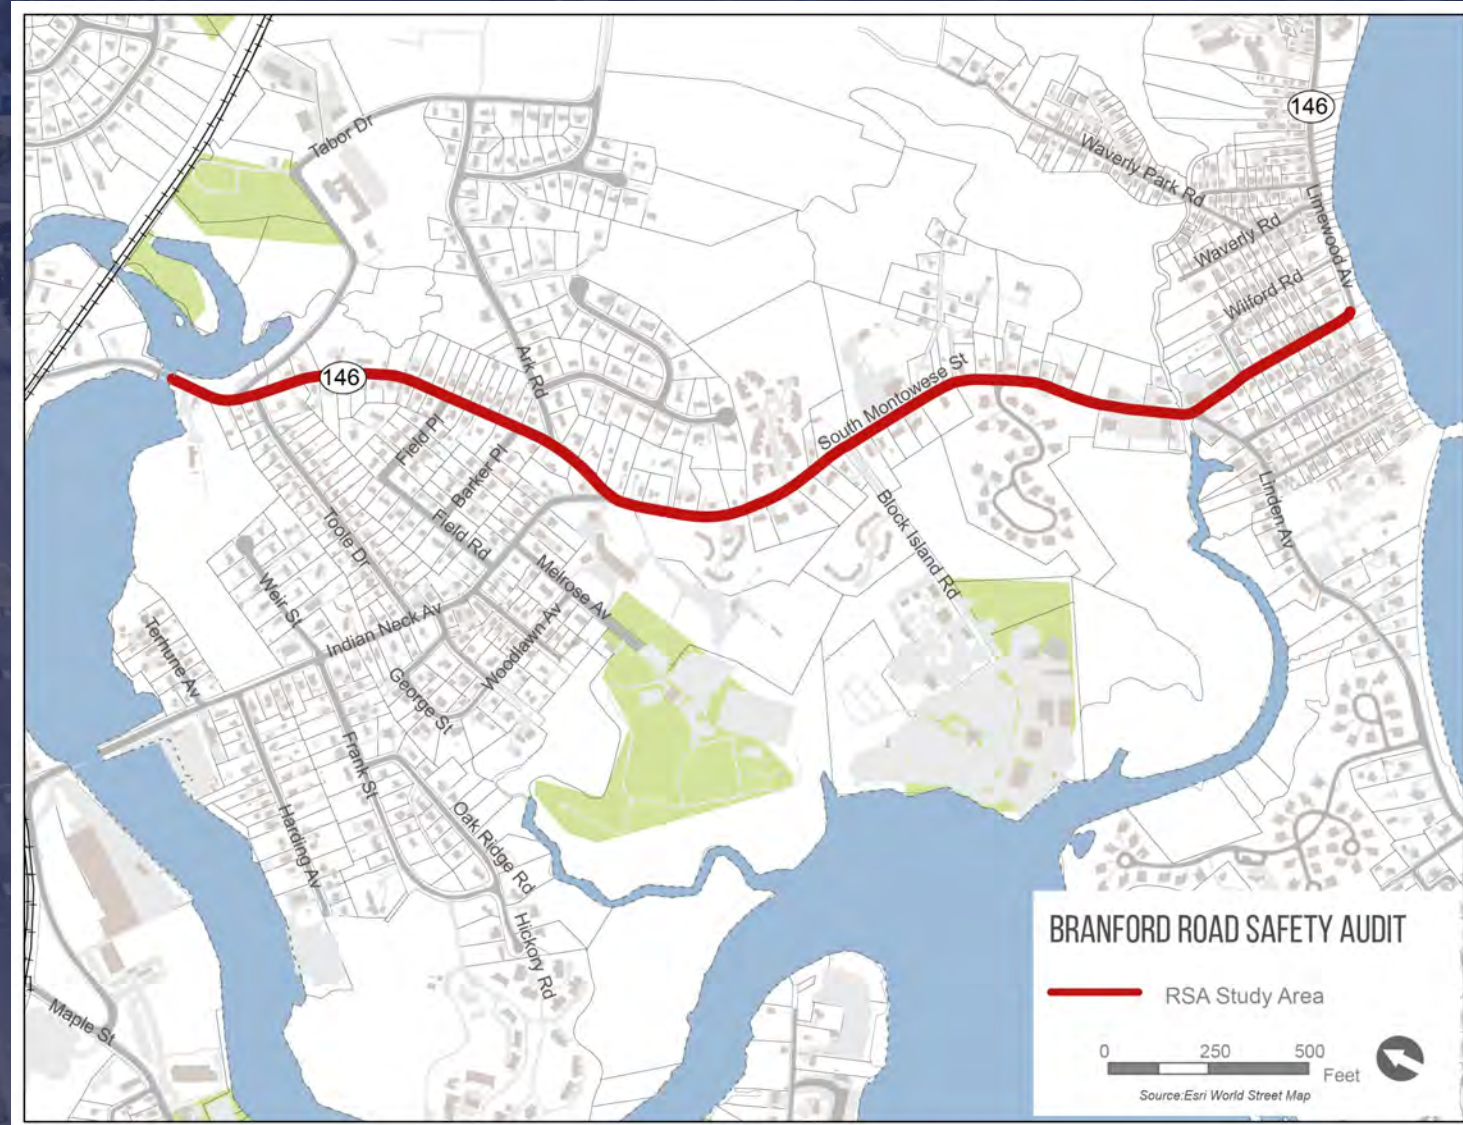 146
Tabor Dr
Waverly Park Rd
Limewood Av
Waverly Rd
Wilford Rd
Ark Rd
146
South Montowese St
Field Pl
Barker Pl
Field Rd
Toole Dr
Block Island Rd
Linden Av
Melrose Av
Weir St
Indian Neck Av
Woodlawn Av
Terhune Av
George St
Frank St
Harding Av
Oak Ridge Rd
Hickory Rd
Maple St
BRANFORD ROAD SAFETY AUDIT
RSA Study Area
0 250 500
Feet
Source:Esri World Street Map